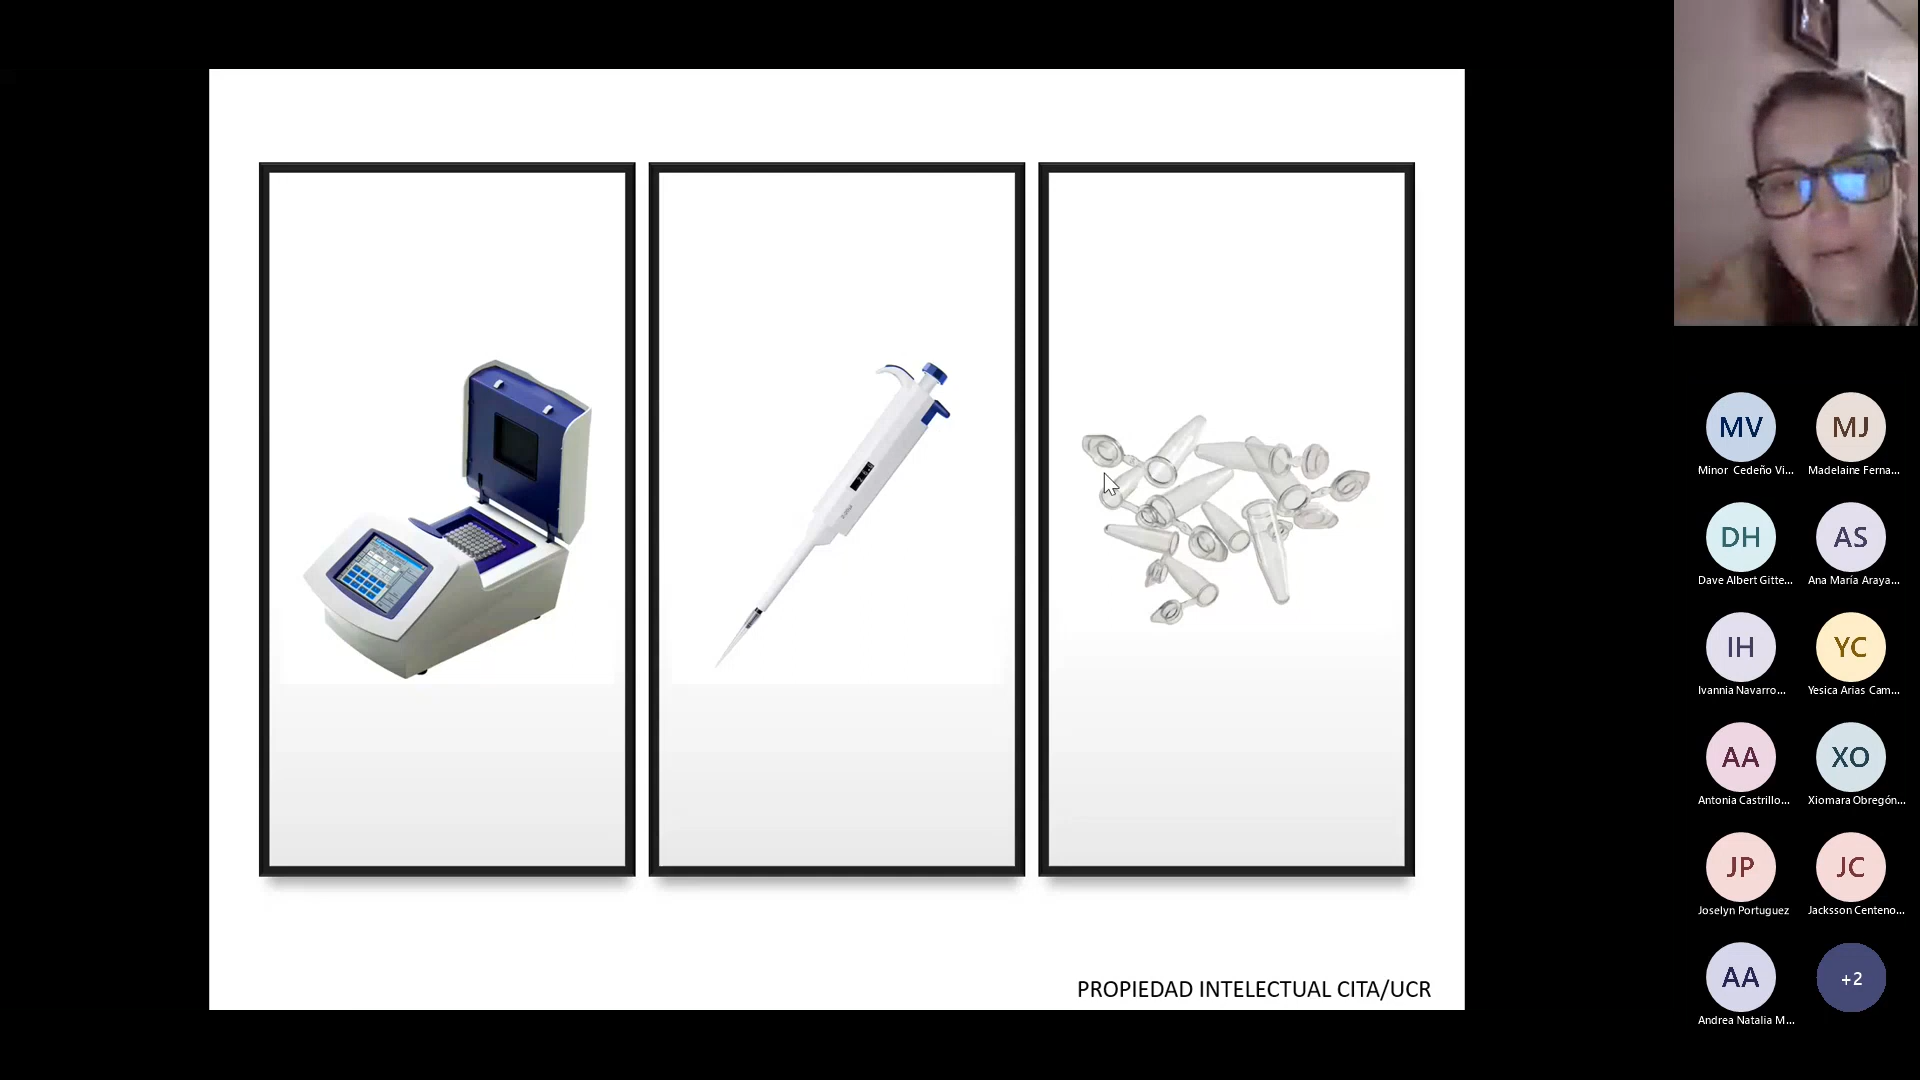 PROPIEDAD INTELECTUAL CITA/UCR
MV
MJ
Minor Cedeño Vi...
Madelaine Ferna...
DH
AS
Dave Albert Gitte...
Ana María Araya...
IH
YC
Ivannia Navarro...
Yesica Arias Cam...
AA
XO
Antonia Castrillo...
Xiomara Obregón...
JP
JC
Joselyn Portuguez
Jacksson Centeno...
AA
+2
Andrea Natalia M...